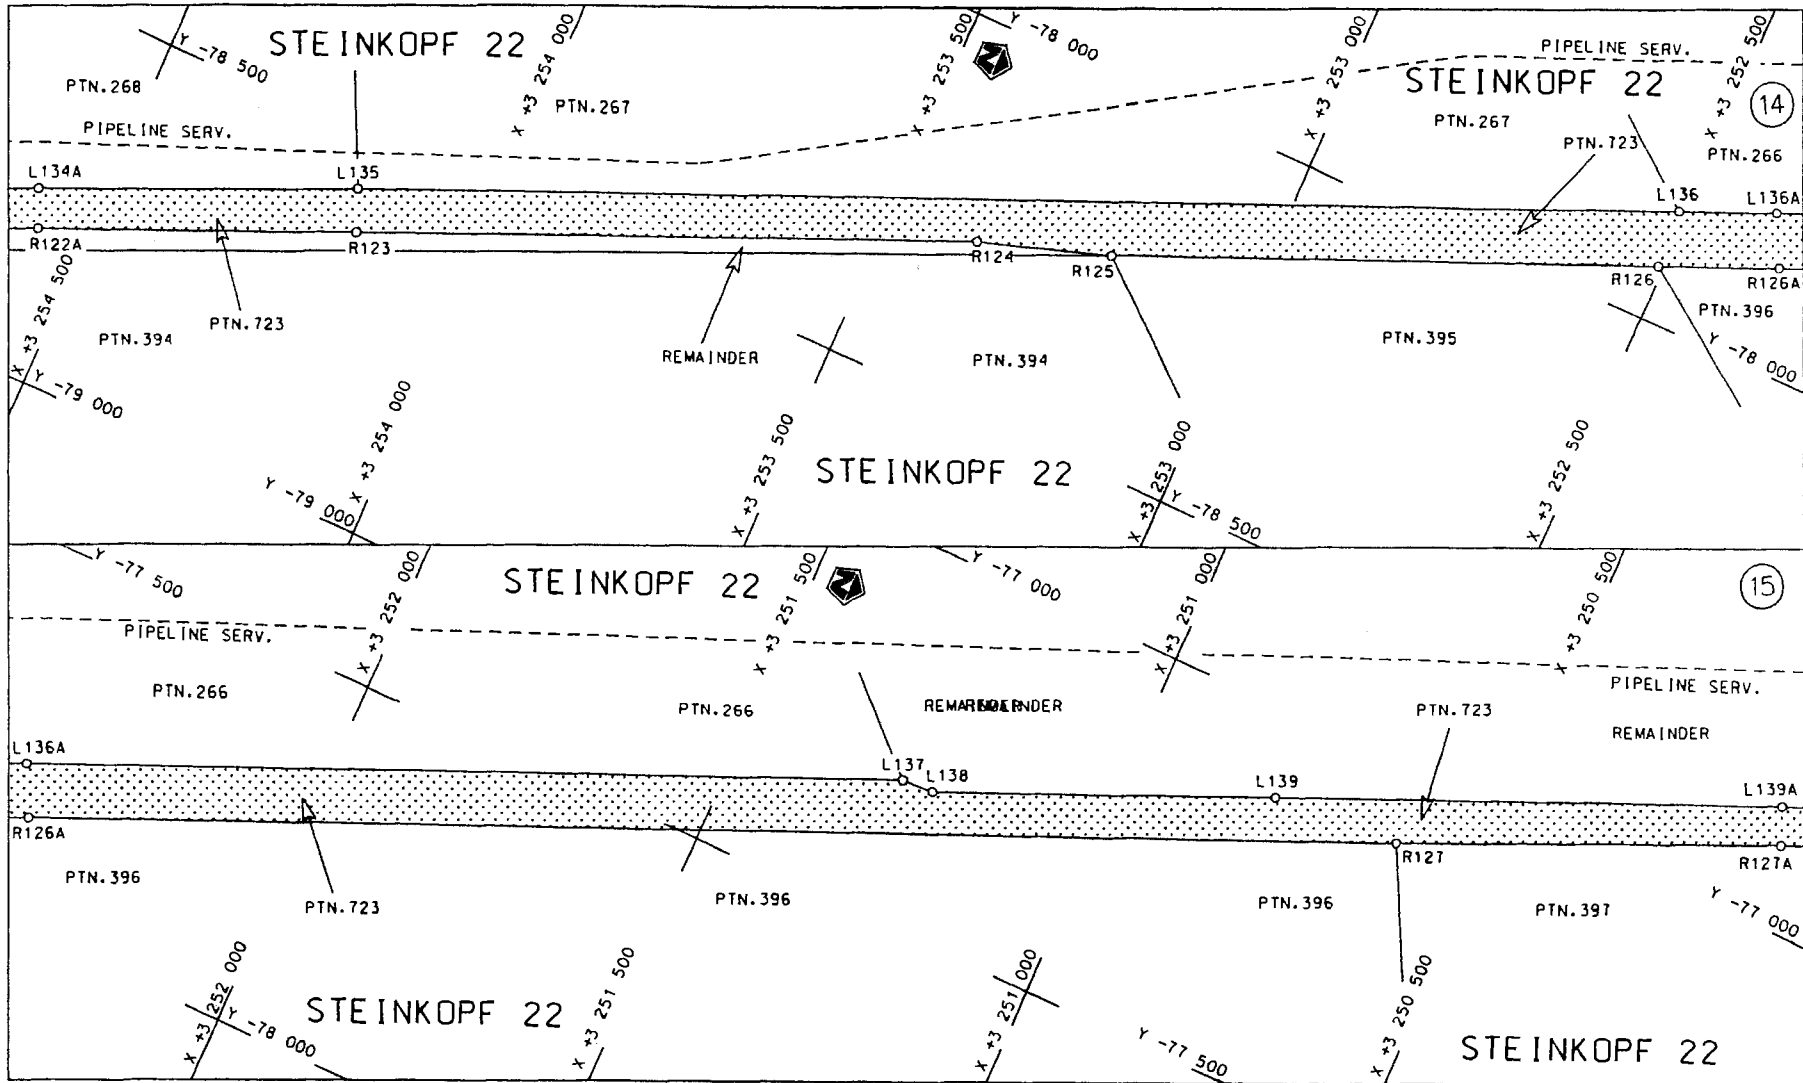 STEINKOPF 22
Y -78 500
X +3 254 000
X +3 253 500
Y -78 000
X +3 253 000
PIPELINE SERV.
X +3 252 500
STEINKOPF 22
14
PTN.268
PTN.267
PTN.267
PIPELINE SERV.
PTN.723
PTN.266
L134A
L135
L136
L136A
R122A
R123
R124
R125
R126
R126A
X +3 254 500
PTN.723
PTN.394
REMAINDER
PTN.394
PTN.395
PTN.396
Y -78 000
Y -79 000
X +3 254 000
X +3 253 500
STEINKOPF 22
X +3 253 000
X +3 252 500
Y -79 000
Y -78 500
Y -77 500
X +3 252 000
STEINKOPF 22
X +3 251 500
Y -77 000
X +3 251 000
X +3 250 500
15
PIPELINE SERV.
PTN.266
PTN.266
REMAINDER
REMAINDER
PIPELINE SERV.
PTN.723
REMAINDER
L136A
L137
L138
L139
L139A
R126A
R127
R127A
PTN.396
PTN.723
PTN.396
PTN.396
PTN.397
Y -77 000
X +3 252 000
Y -78 000
STEINKOPF 22
X +3 251 500
X +3 251 000
Y -77 500
X +3 250 500
STEINKOPF 22